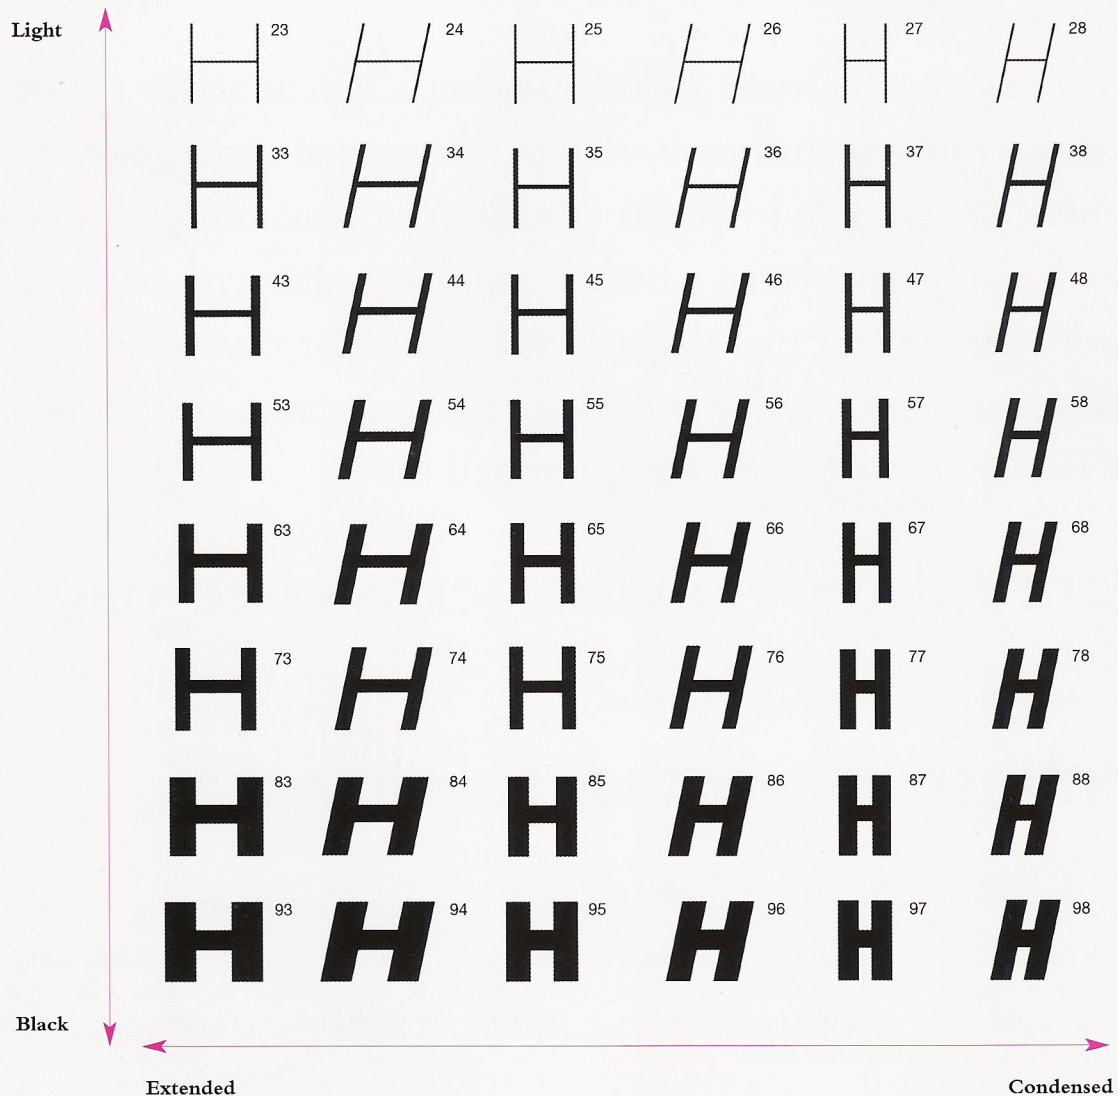 Light
H 23 H 24 H 25 H 26 H 27 H 28
H 33 H 34 H 35 H 36 H 37 H 38
H 43 H 44 H 45 H 46 H 47 H 48
H 53 H 54 H 55 H 56 H 57 H 58
H 63 H 64 H 65 H 66 H 67 H 68
H 73 H 74 H 75 H 76 H 77 H 78
H 83 H 84 H 85 H 86 H 87 H 88
H 93 H 94 H 95 H 96 H 97 H 98
Black
Extended Condensed